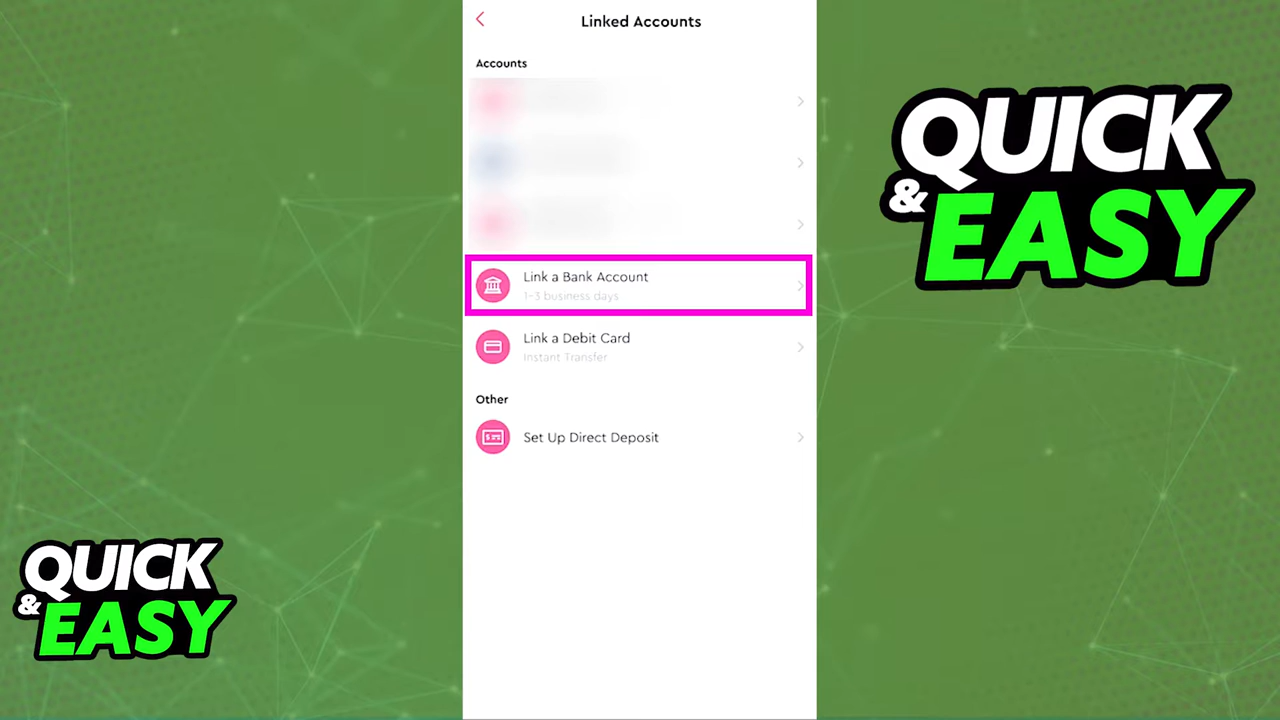 Linked Accounts
Accounts
Link a Bank Account
1-3 business days
Link a Debit Card
Instant Transfer
Other
Set Up Direct Deposit
QUICK
& EASY
QUICK
& EASY